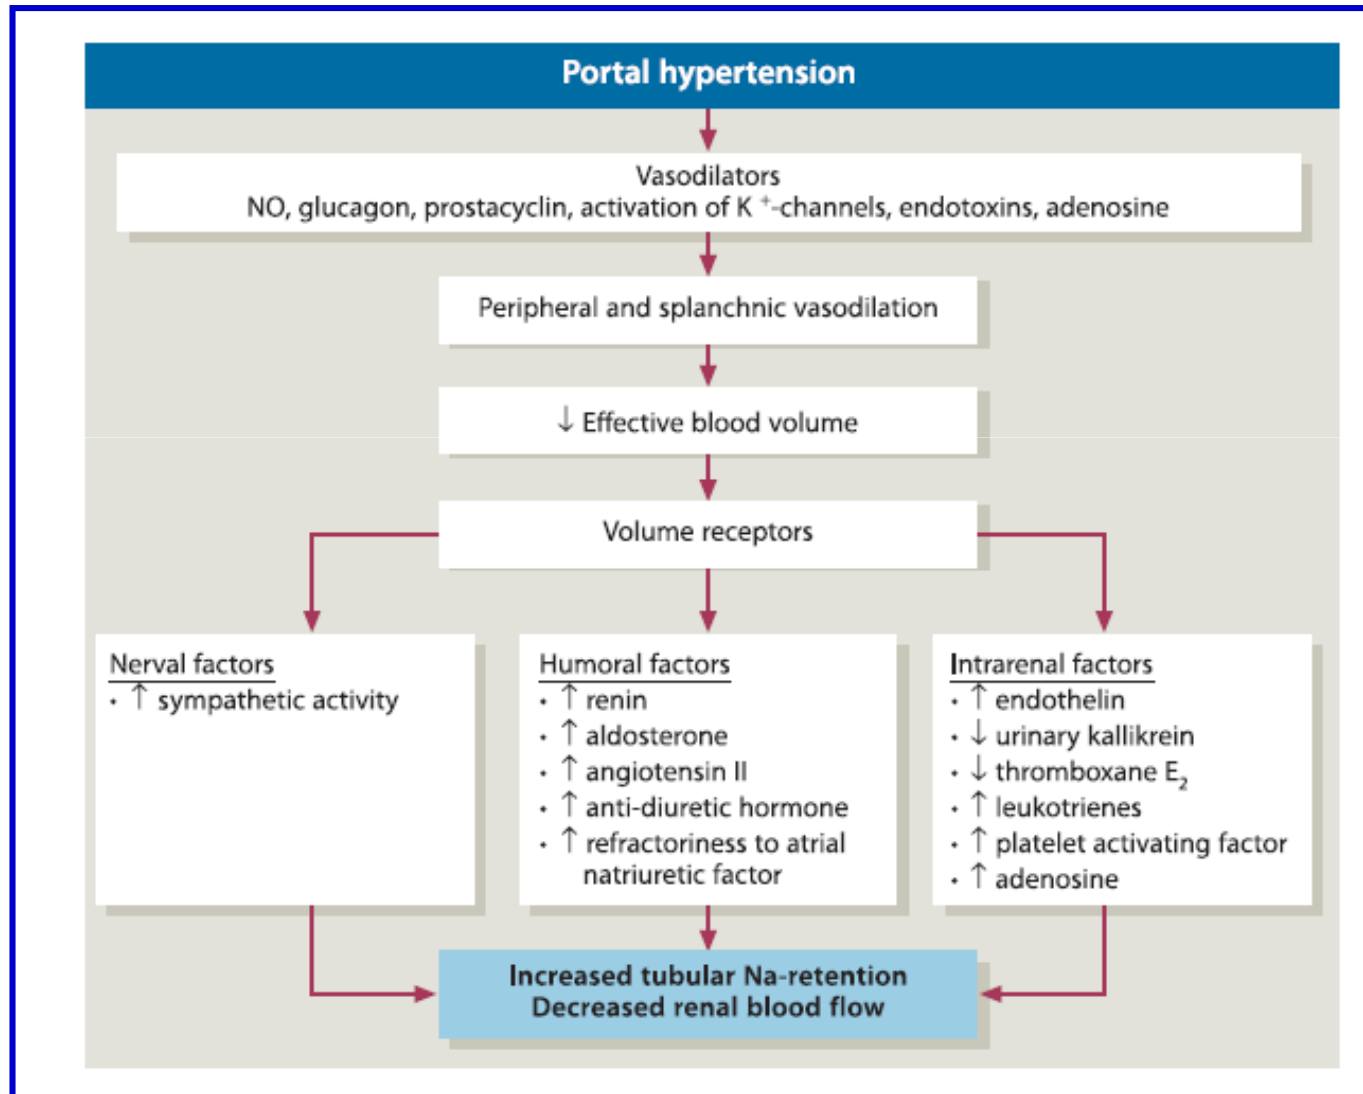 Portal hypertension
Vasodilators
NO, glucagon, prostacyclin, activation of K⁺-channels, endotoxins, adenosine
Peripheral and splanchnic vasodilation
↓ Effective blood volume
Volume receptors
Nerval factors
• ↑ sympathetic activity
Humoral factors
• ↑ renin
• ↑ aldosterone
• ↑ angiotensin II
• ↑ anti-diuretic hormone
• ↑ refractoriness to atrial
natriuretic factor
Intrarenal factors
• ↑ endothelin
• ↓ urinary kallikrein
• ↓ thromboxane E₂
• ↑ leukotrienes
• ↑ platelet activating factor
• ↑ adenosine
Increased tubular Na-retention
Decreased renal blood flow